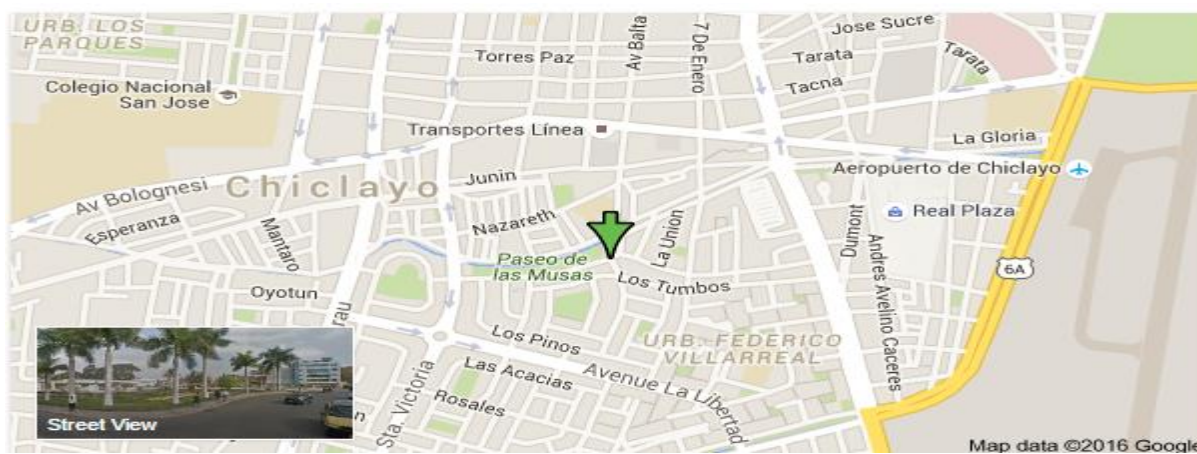 URB. LOS
PARQUES
Jose Sucre
Torres Paz
Av Balta
7 De Enero
Tarata
Tarata
Tacna
Colegio Nacional
San Jose
Transportes Línea
La Gloria
Aeropuerto de Chiclayo
Junin
Av Bolognesi
Chiclayo
Esperanza
Nazareth
Real Plaza
Mantaro
La Union
Dumont
Paseo de
las Musas
Los Tumbos
Andres Avelino Caceres
6A
Oyotun
Los Pinos
URB. FEDERICO
VILLARREAL
Las Acacias
Avenue La Libertad
Rosales
Sta. Victoria
Street View
Map data ©2016 Google